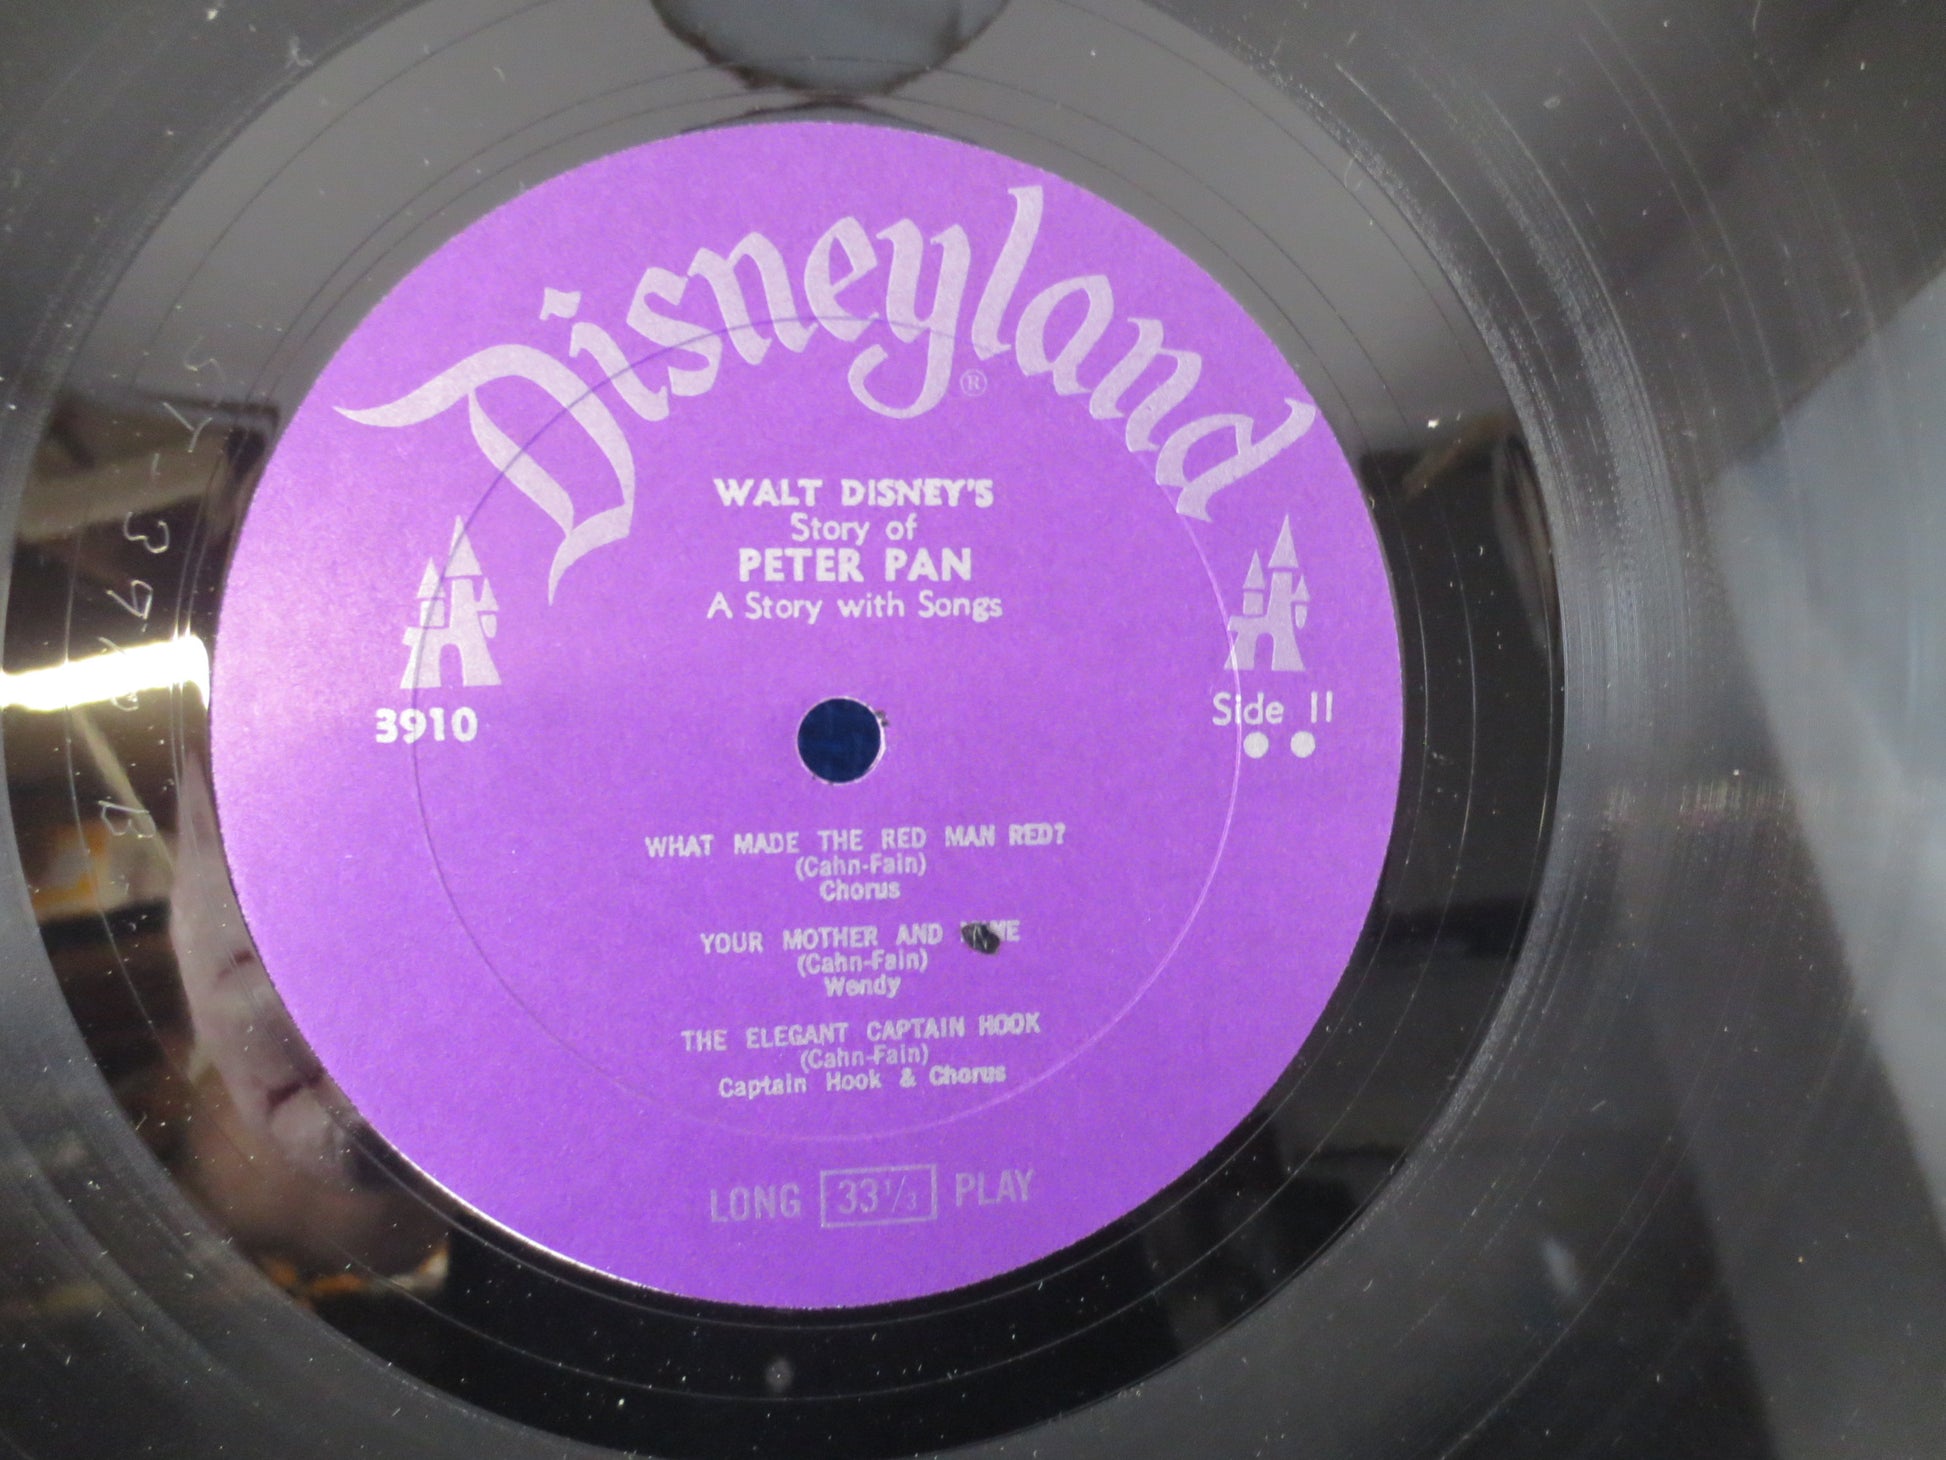 Disneyland
®
WALT DISNEY'S
Story of
PETER PAN
A Story with Songs
3910
Side II
WHAT MADE THE RED MAN RED?
(Cahn-Fain)
Chorus
YOUR MOTHER AND
(Cahn-Fain)
Wendy
THE ELEGANT CAPTAIN HOOK
(Cahn-Fain)
Captain Hook & Chorus
LONG 33 1/3 PLAY